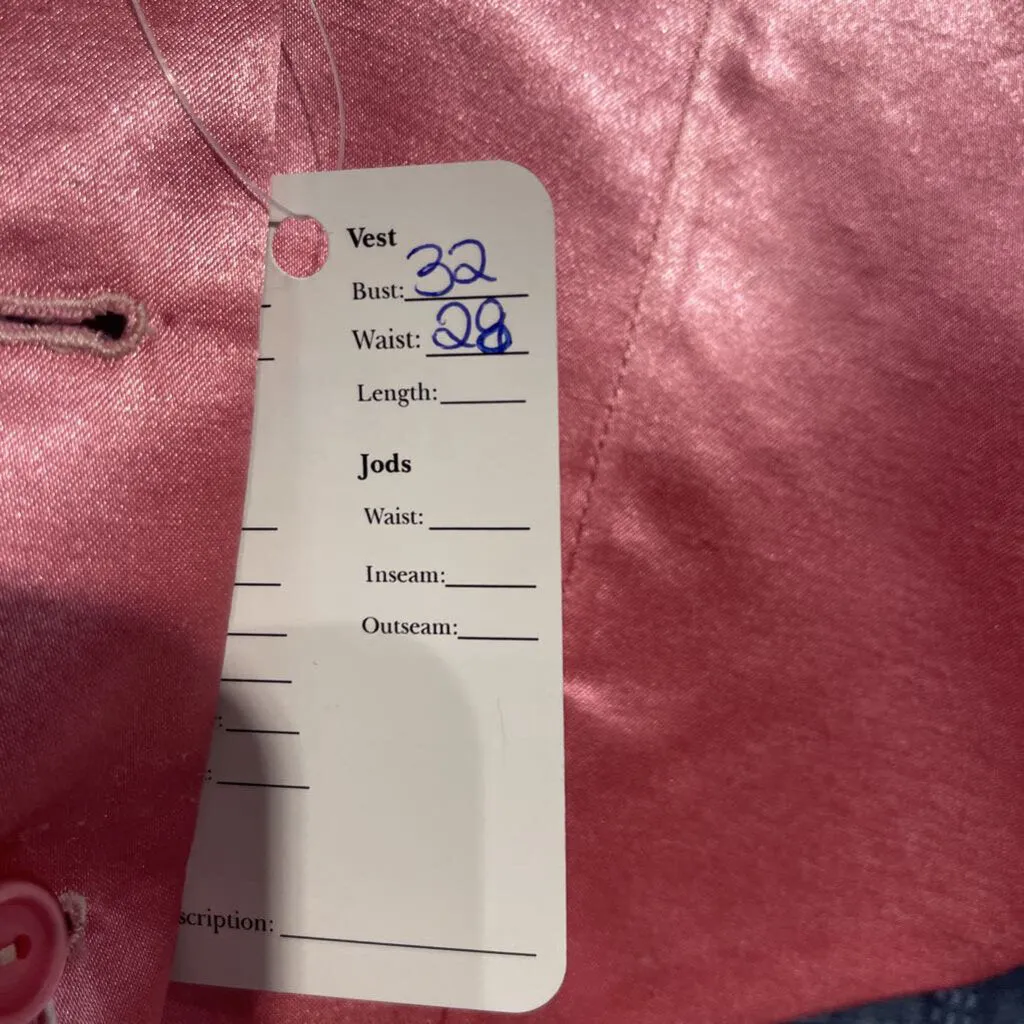 Vest
Bust: 32
Waist: 28
Length:
Jods
Waist:
Inseam:
Outseam:
scription: